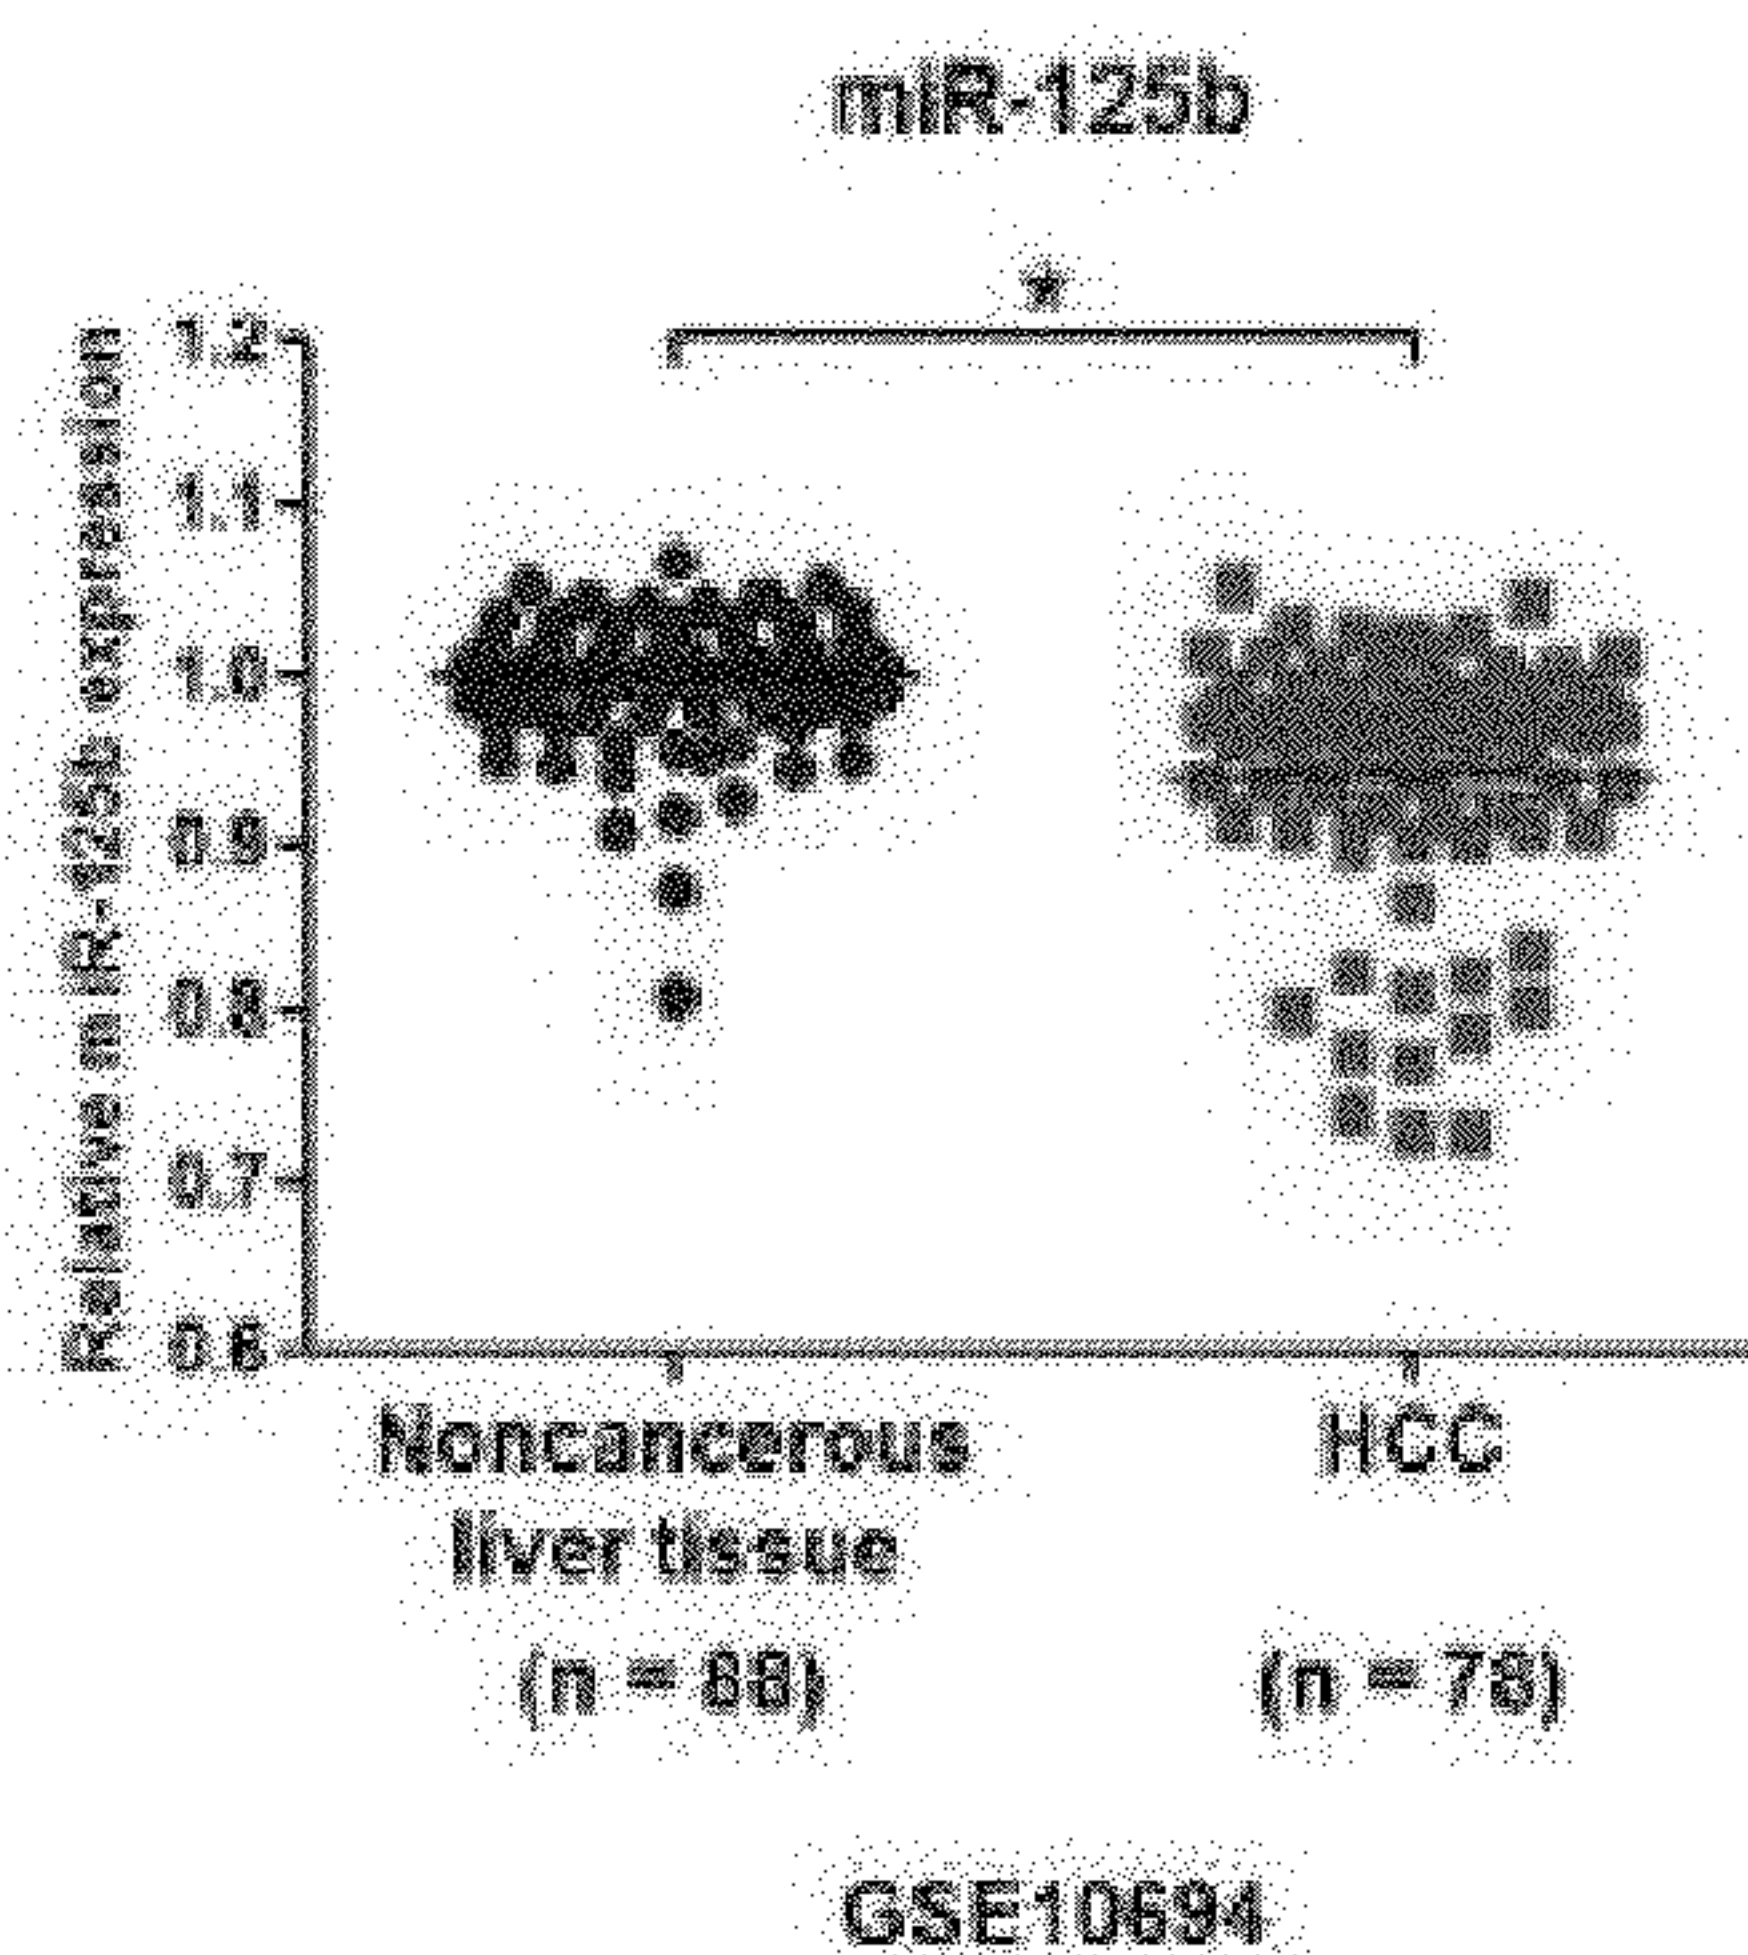 miR-125b
*
Relative miR-125b expression
1.2
1.1
1.0
0.9
0.8
0.7
0.6
Noncancerous
liver tissue
(n = 88)
HCC
(n = 78)
GSE10694